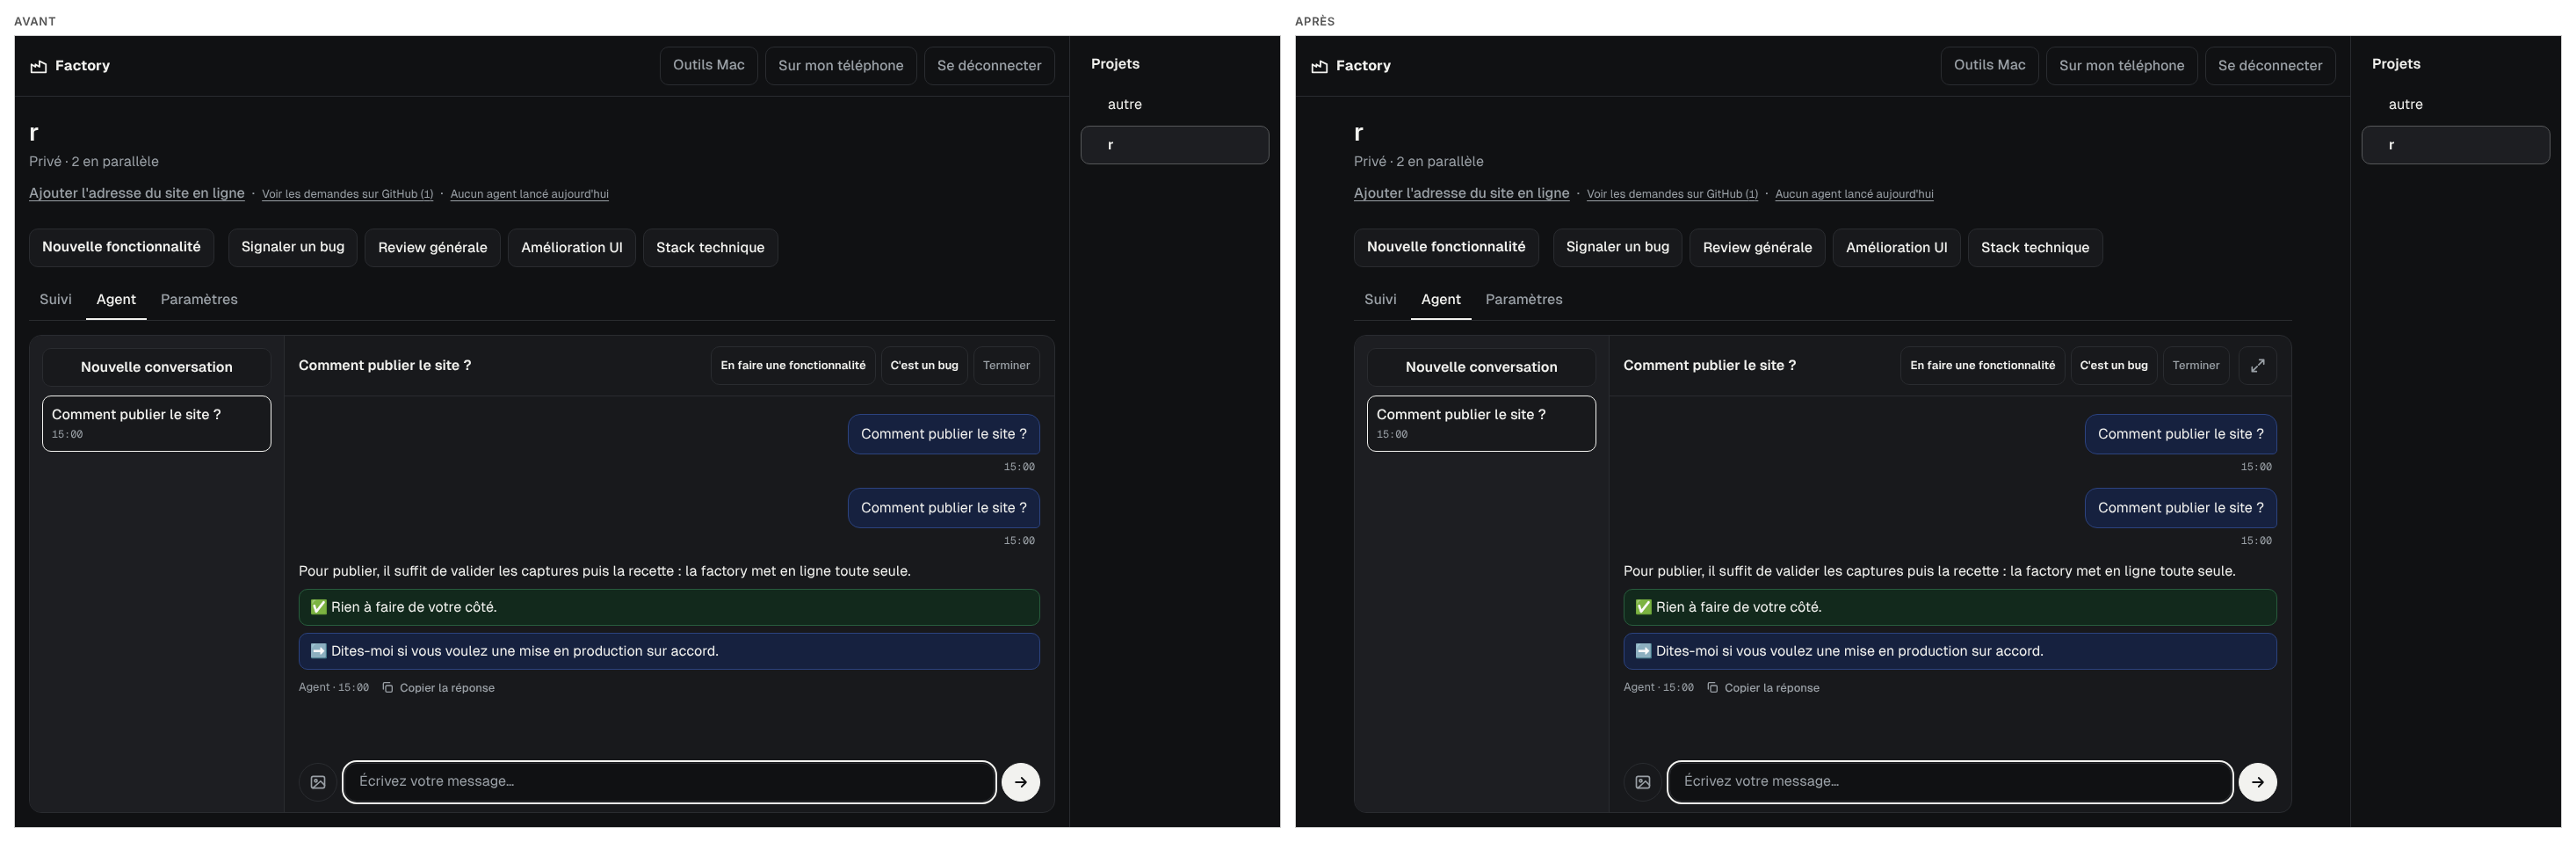 AVANT
Factory
Outils Mac
Sur mon téléphone
Se déconnecter
Projets
autre
r
r
Privé · 2 en parallèle
Ajouter l'adresse du site en ligne · Voir les demandes sur GitHub (1) · Aucun agent lancé aujourd'hui
Nouvelle fonctionnalité
Signaler un bug
Review générale
Amélioration UI
Stack technique
Suivi
Agent
Paramètres
Nouvelle conversation
Comment publier le site ?
15:00
Comment publier le site ?
En faire une fonctionnalité
C'est un bug
Terminer
Comment publier le site ?
15:00
Comment publier le site ?
15:00
Pour publier, il suffit de valider les captures puis la recette : la factory met en ligne toute seule.
✅ Rien à faire de votre côté.
➡️ Dites-moi si vous voulez une mise en production sur accord.
Agent · 15:00
Copier la réponse
Écrivez votre message...
APRÈS
Factory
Outils Mac
Sur mon téléphone
Se déconnecter
Projets
autre
r
r
Privé · 2 en parallèle
Ajouter l'adresse du site en ligne · Voir les demandes sur GitHub (1) · Aucun agent lancé aujourd'hui
Nouvelle fonctionnalité
Signaler un bug
Review générale
Amélioration UI
Stack technique
Suivi
Agent
Paramètres
Nouvelle conversation
Comment publier le site ?
15:00
Comment publier le site ?
En faire une fonctionnalité
C'est un bug
Terminer
Comment publier le site ?
15:00
Comment publier le site ?
15:00
Pour publier, il suffit de valider les captures puis la recette : la factory met en ligne toute seule.
✅ Rien à faire de votre côté.
➡️ Dites-moi si vous voulez une mise en production sur accord.
Agent · 15:00
Copier la réponse
Écrivez votre message...